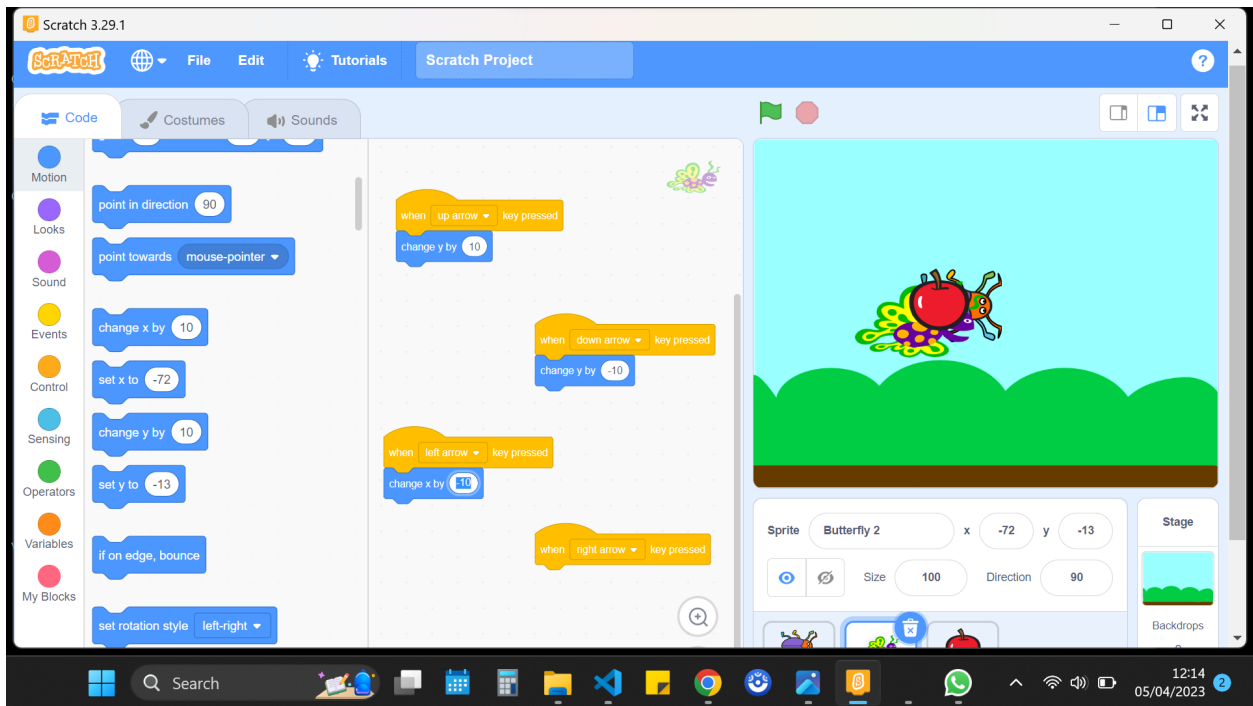 Scratch 3.29.1
SCRATCH File Edit Tutorials Scratch Project ?
Code Costumes Sounds
Motion
Looks
Sound
Events
Control
Sensing
Operators
Variables
My Blocks
point in direction 90
point towards mouse-pointer
change x by 10
set x to -72
change y by 10
set y to -13
if on edge, bounce
set rotation style left-right
when up arrow key pressed
change y by 10
when down arrow key pressed
change y by -10
when left arrow key pressed
change x by -10
when right arrow key pressed
Sprite Butterfly 2 x -72 y -13
Size 100 Direction 90
Stage
Backdrops
Search
12:14
05/04/2023
2